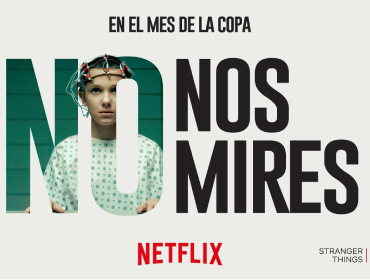 EN EL MES DE LA COPA
NO NOS
MIRES
NETFLIX
STRANGER
THINGS